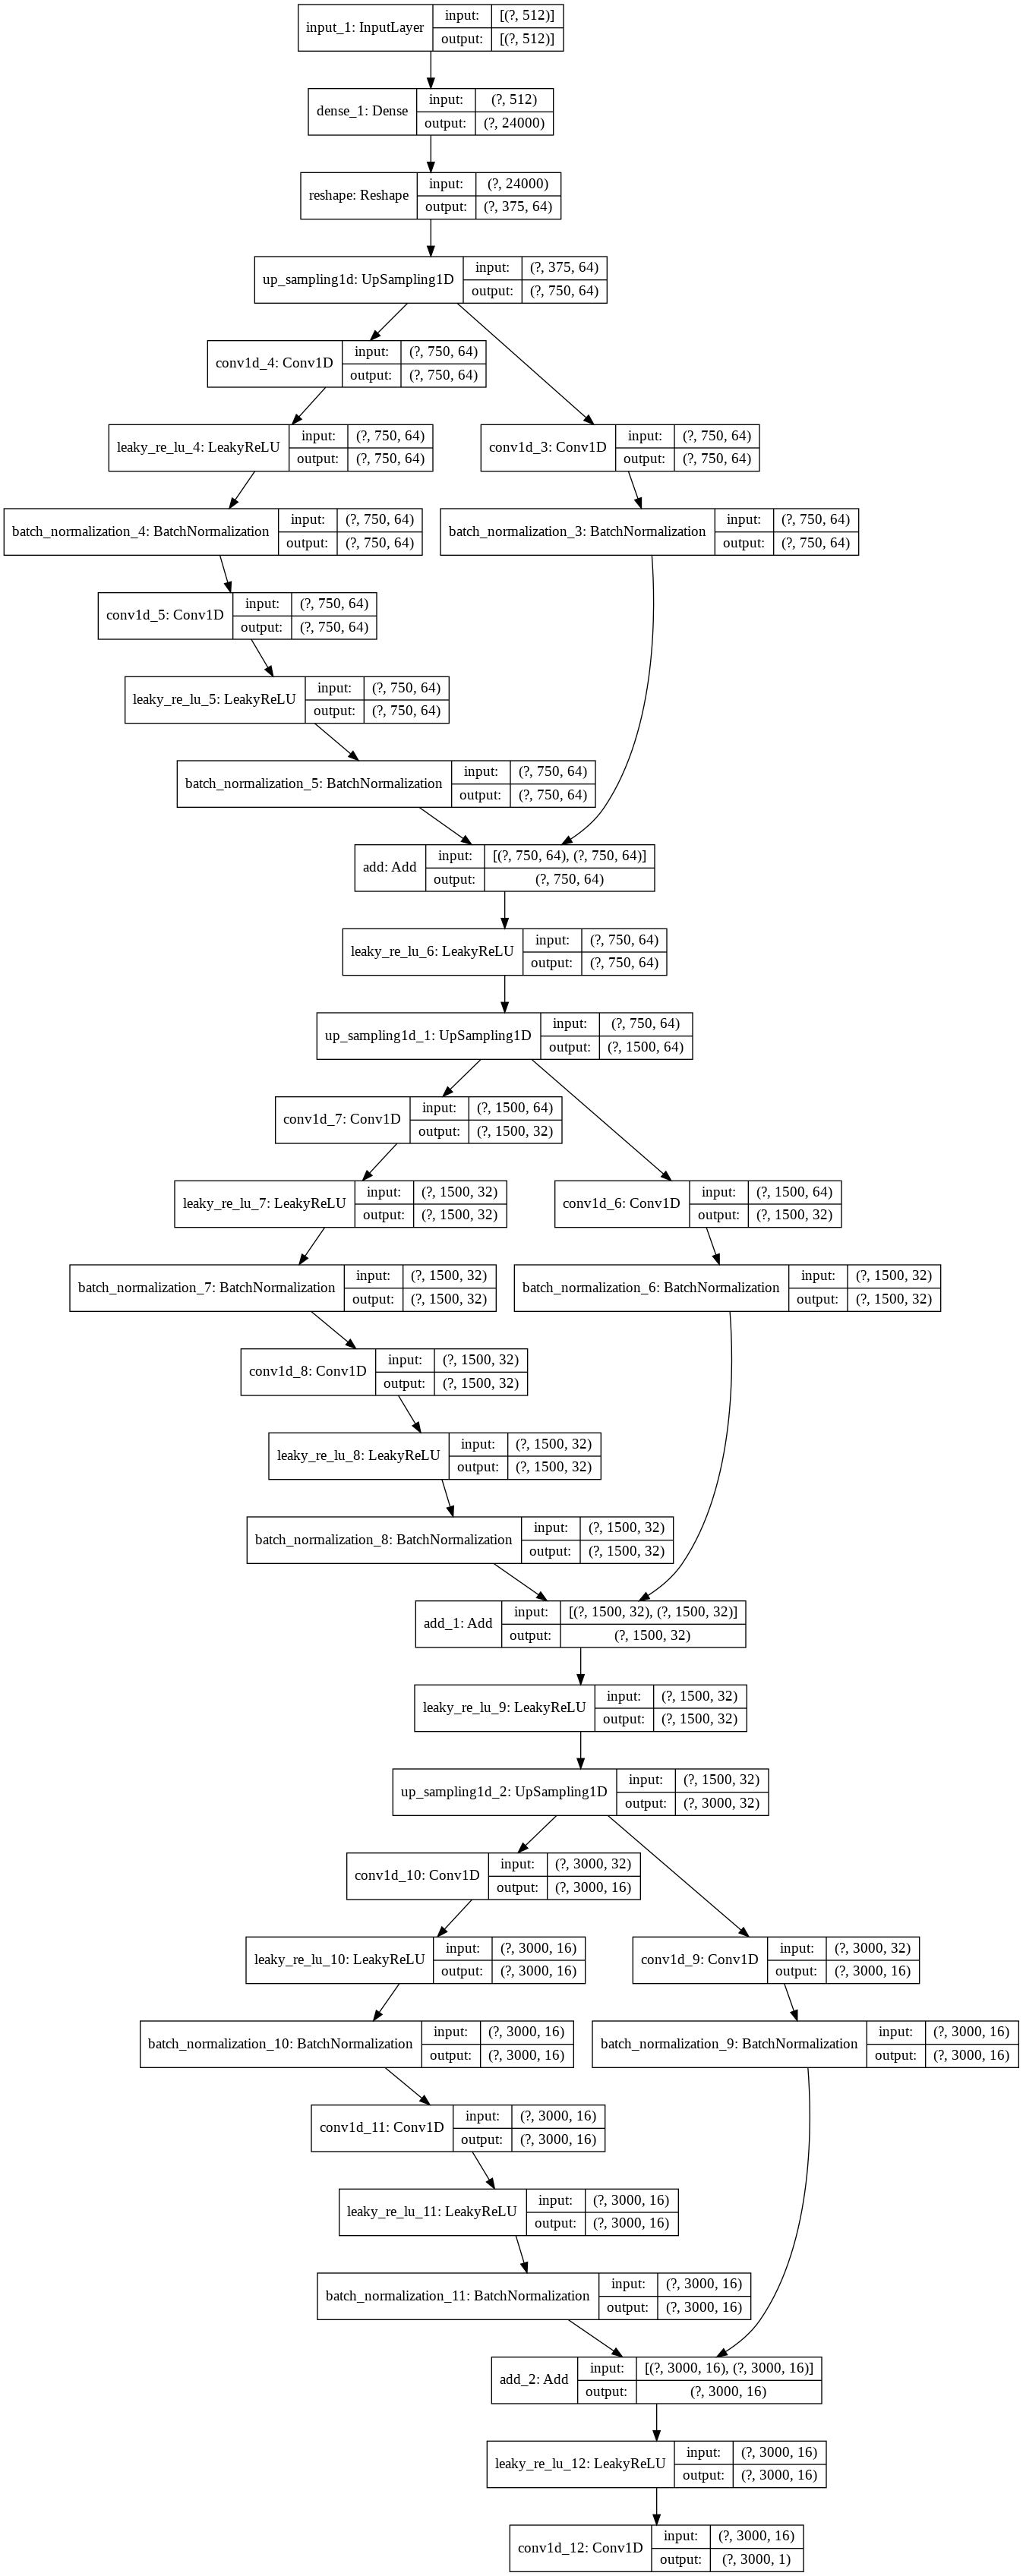 input_1: InputLayer
input: [(?, 512)]
output: [(?, 512)]
dense_1: Dense
input: (?, 512)
output: (?, 24000)
reshape: Reshape
input: (?, 24000)
output: (?, 375, 64)
up_sampling1d: UpSampling1D
input: (?, 375, 64)
output: (?, 750, 64)
conv1d_4: Conv1D
input: (?, 750, 64)
output: (?, 750, 64)
leaky_re_lu_4: LeakyReLU
input: (?, 750, 64)
output: (?, 750, 64)
conv1d_3: Conv1D
input: (?, 750, 64)
output: (?, 750, 64)
batch_normalization_4: BatchNormalization
input: (?, 750, 64)
output: (?, 750, 64)
batch_normalization_3: BatchNormalization
input: (?, 750, 64)
output: (?, 750, 64)
conv1d_5: Conv1D
input: (?, 750, 64)
output: (?, 750, 64)
leaky_re_lu_5: LeakyReLU
input: (?, 750, 64)
output: (?, 750, 64)
batch_normalization_5: BatchNormalization
input: (?, 750, 64)
output: (?, 750, 64)
add: Add
input: [(?, 750, 64), (?, 750, 64)]
output: (?, 750, 64)
leaky_re_lu_6: LeakyReLU
input: (?, 750, 64)
output: (?, 750, 64)
up_sampling1d_1: UpSampling1D
input: (?, 750, 64)
output: (?, 1500, 64)
conv1d_7: Conv1D
input: (?, 1500, 64)
output: (?, 1500, 32)
leaky_re_lu_7: LeakyReLU
input: (?, 1500, 32)
output: (?, 1500, 32)
conv1d_6: Conv1D
input: (?, 1500, 64)
output: (?, 1500, 32)
batch_normalization_7: BatchNormalization
input: (?, 1500, 32)
output: (?, 1500, 32)
batch_normalization_6: BatchNormalization
input: (?, 1500, 32)
output: (?, 1500, 32)
conv1d_8: Conv1D
input: (?, 1500, 32)
output: (?, 1500, 32)
leaky_re_lu_8: LeakyReLU
input: (?, 1500, 32)
output: (?, 1500, 32)
batch_normalization_8: BatchNormalization
input: (?, 1500, 32)
output: (?, 1500, 32)
add_1: Add
input: [(?, 1500, 32), (?, 1500, 32)]
output: (?, 1500, 32)
leaky_re_lu_9: LeakyReLU
input: (?, 1500, 32)
output: (?, 1500, 32)
up_sampling1d_2: UpSampling1D
input: (?, 1500, 32)
output: (?, 3000, 32)
conv1d_10: Conv1D
input: (?, 3000, 32)
output: (?, 3000, 16)
leaky_re_lu_10: LeakyReLU
input: (?, 3000, 16)
output: (?, 3000, 16)
conv1d_9: Conv1D
input: (?, 3000, 32)
output: (?, 3000, 16)
batch_normalization_10: BatchNormalization
input: (?, 3000, 16)
output: (?, 3000, 16)
batch_normalization_9: BatchNormalization
input: (?, 3000, 16)
output: (?, 3000, 16)
conv1d_11: Conv1D
input: (?, 3000, 16)
output: (?, 3000, 16)
leaky_re_lu_11: LeakyReLU
input: (?, 3000, 16)
output: (?, 3000, 16)
batch_normalization_11: BatchNormalization
input: (?, 3000, 16)
output: (?, 3000, 16)
add_2: Add
input: [(?, 3000, 16), (?, 3000, 16)]
output: (?, 3000, 16)
leaky_re_lu_12: LeakyReLU
input: (?, 3000, 16)
output: (?, 3000, 16)
conv1d_12: Conv1D
input: (?, 3000, 16)
output: (?, 3000, 1)